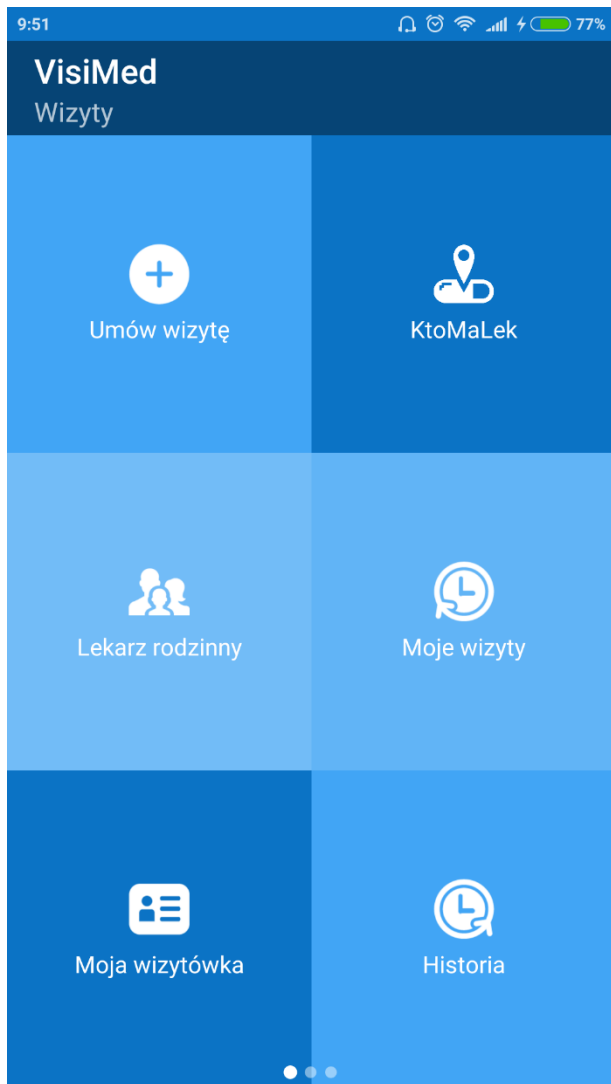 9:51 77%
VisiMed
Wizyty
Umów wizytę KtoMaLek
Lekarz rodzinny Moje wizyty
Moja wizytówka Historia